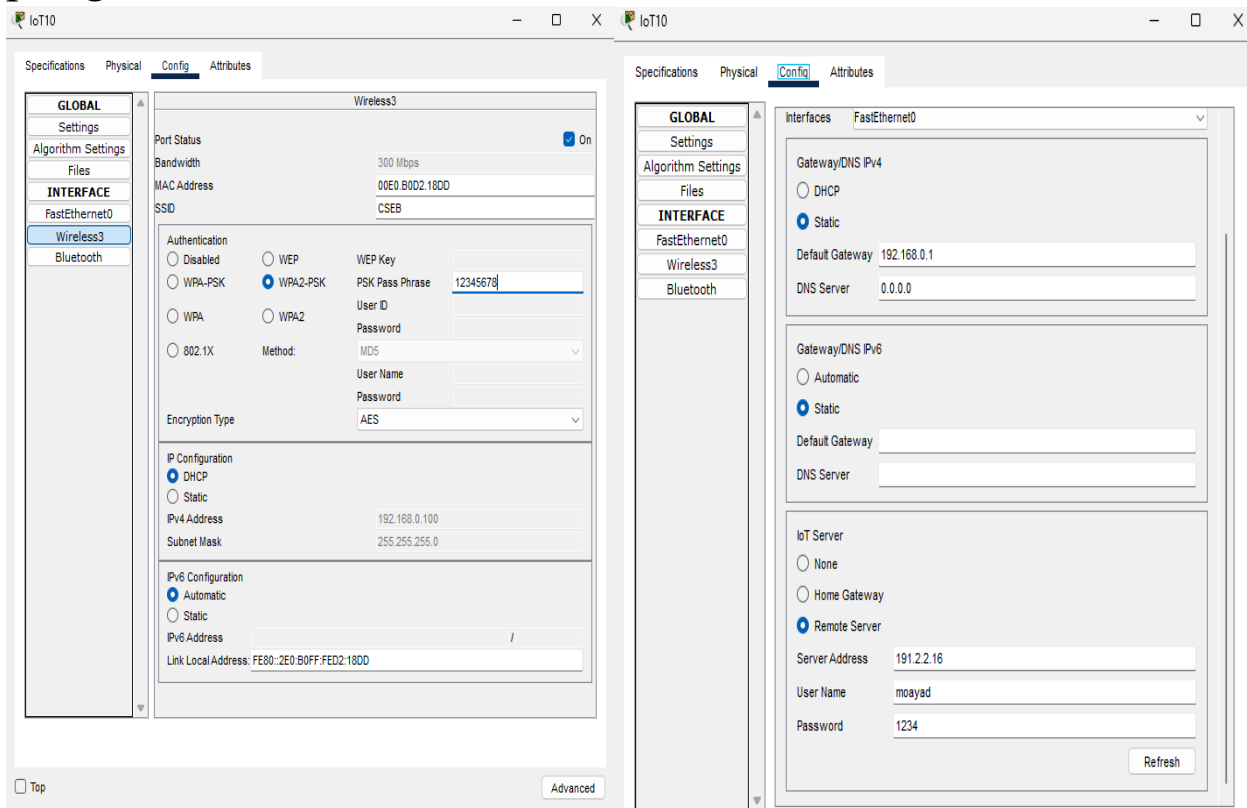 IoT10
Specifications Physical Config Attributes
GLOBAL
Settings
Algorithm Settings
Files
INTERFACE
FastEthernet0
Wireless3
Bluetooth
Wireless3
Port Status On
Bandwidth 300 Mbps
MAC Address 00E0.B0D2.18DD
SSID CSEB
Authentication
Disabled WEP WEP Key
WPA-PSK WPA2-PSK PSK Pass Phrase 12345678
User ID
WPA WPA2
Password
802.1X Method: MD5
User Name
Password
Encryption Type AES
IP Configuration
DHCP
Static
IPv4 Address 192.168.0.100
Subnet Mask 255.255.255.0
IPv6 Configuration
Automatic
Static
IPv6 Address /
Link Local Address: FE80::2E0:B0FF:FED2:18DD
Top Advanced
IoT10
Specifications Physical Config Attributes
GLOBAL
Settings
Algorithm Settings
Files
INTERFACE
FastEthernet0
Wireless3
Bluetooth
Interfaces FastEthernet0
Gateway/DNS IPv4
DHCP
Static
Default Gateway 192.168.0.1
DNS Server 0.0.0.0
Gateway/DNS IPv6
Automatic
Static
Default Gateway
DNS Server
IoT Server
None
Home Gateway
Remote Server
Server Address 191.2.2.16
User Name moayad
Password 1234
Refresh